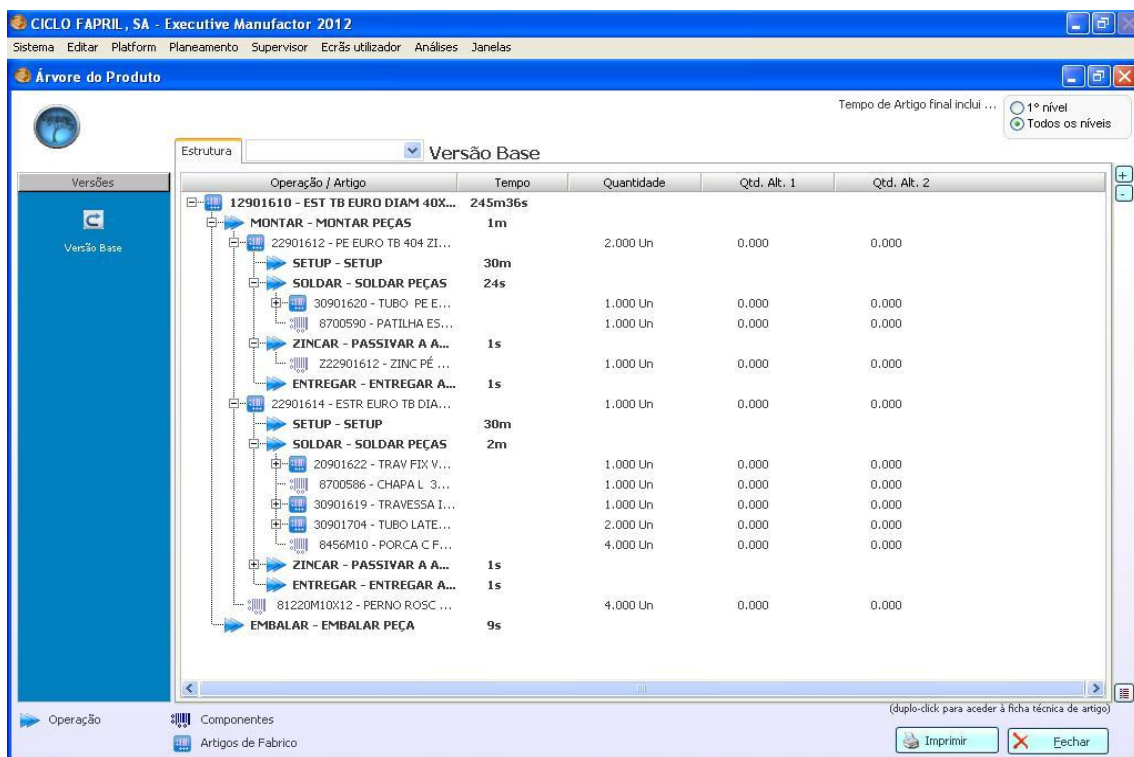 CICLO FAPRIL, SA - Executive Manufactor 2012
Sistema Editar Platform Planeamento Supervisor Ecrãs utilizador Análises Janelas
Árvore do Produto
Tempo de Artigo final inclui ...
1º nível
Todos os níveis
Estrutura
Versão Base
Versões
Versão Base
Operação / Artigo Tempo Quantidade Qtd. Alt. 1 Qtd. Alt. 2
12901610 - EST TB EURO DIAM 40X... 245m36s
MONTAR - MONTAR PEÇAS 1m
22901612 - PE EURO TB 404 ZI... 2.000 Un 0.000 0.000
SETUP - SETUP 30m
SOLDAR - SOLDAR PEÇAS 24s
30901620 - TUBO PE E... 1.000 Un 0.000 0.000
8700590 - PATILHA ES... 1.000 Un 0.000 0.000
ZINCAR - PASSIVAR A A... 1s
Z22901612 - ZINC PÉ ... 1.000 Un 0.000 0.000
ENTREGAR - ENTREGAR A... 1s
22901614 - ESTR EURO TB DIA... 1.000 Un 0.000 0.000
SETUP - SETUP 30m
SOLDAR - SOLDAR PEÇAS 2m
20901622 - TRAV FIX V... 1.000 Un 0.000 0.000
8700586 - CHAPA L 3... 1.000 Un 0.000 0.000
30901619 - TRAVESSA I... 1.000 Un 0.000 0.000
30901704 - TUBO LATE... 2.000 Un 0.000 0.000
8456M10 - PORCA C F... 4.000 Un 0.000 0.000
ZINCAR - PASSIVAR A A... 1s
ENTREGAR - ENTREGAR A... 1s
81220M10X12 - PERNO ROSC ... 4.000 Un 0.000 0.000
EMBALAR - EMBALAR PEÇA 9s
(duplo-click para aceder à ficha técnica de artigo)
Operação
Componentes
Artigos de Fabrico
Imprimir
Fechar